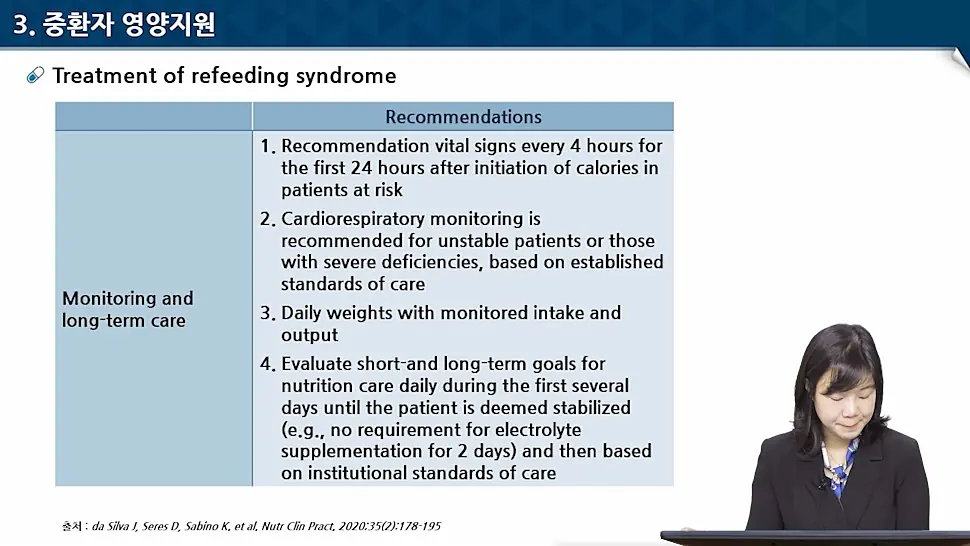 3. 중환자 영양지원
Treatment of refeeding syndrome
Recommendations
Monitoring and
long-term care
1. Recommendation vital signs every 4 hours for
the first 24 hours after initiation of calories in
patients at risk
2. Cardiorespiratory monitoring is
recommended for unstable patients or those
with severe deficiencies, based on established
standards of care
3. Daily weights with monitored intake and
output
4. Evaluate short-and long-term goals for
nutrition care daily during the first several
days until the patient is deemed stabilized
(e.g., no requirement for electrolyte
supplementation for 2 days) and then based
on institutional standards of care
출처 : da Silva J, Seres D, Sabino K, et al, Nutr Clin Pract, 2020:35(2):178-195